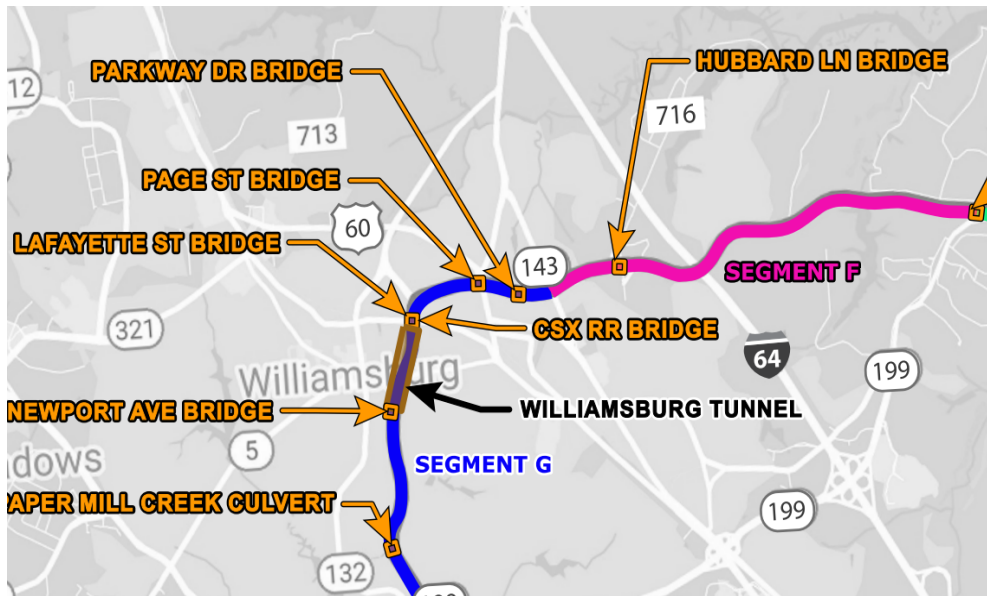 PARKWAY DR BRIDGE
HUBBARD LN BRIDGE
12
713
716
PAGE ST BRIDGE
60
LAFAYETTE ST BRIDGE
143
SEGMENT F
321
CSX RR BRIDGE
64
199
Williamsburg
NEWPORT AVE BRIDGE
WILLIAMSBURG TUNNEL
5
adows
SEGMENT G
APER MILL CREEK CULVERT
199
132